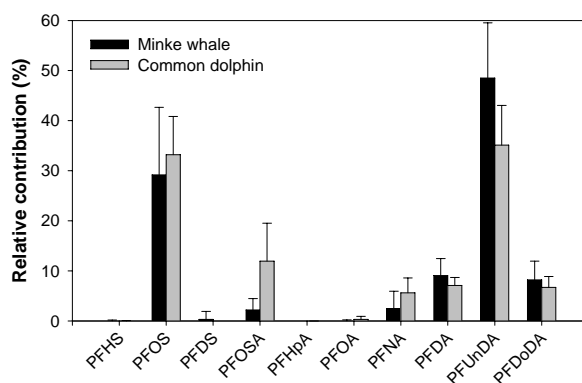 Relative contribution (%)
60
50
40
30
20
10
0
Minke whale
Common dolphin
PFHS
PFOS
PFDS
PFOSA
PFHpA
PFOA
PFNA
PFDA
PFUnDA
PFDoDA